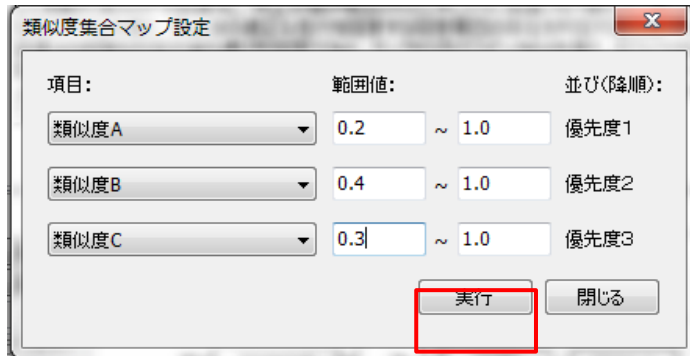 類似度集合マップ設定
項目: 範囲値: 並び(降順):
類似度A 0.2 ~ 1.0 優先度1
類似度B 0.4 ~ 1.0 優先度2
類似度C 0.3 ~ 1.0 優先度3
実行 閉じる